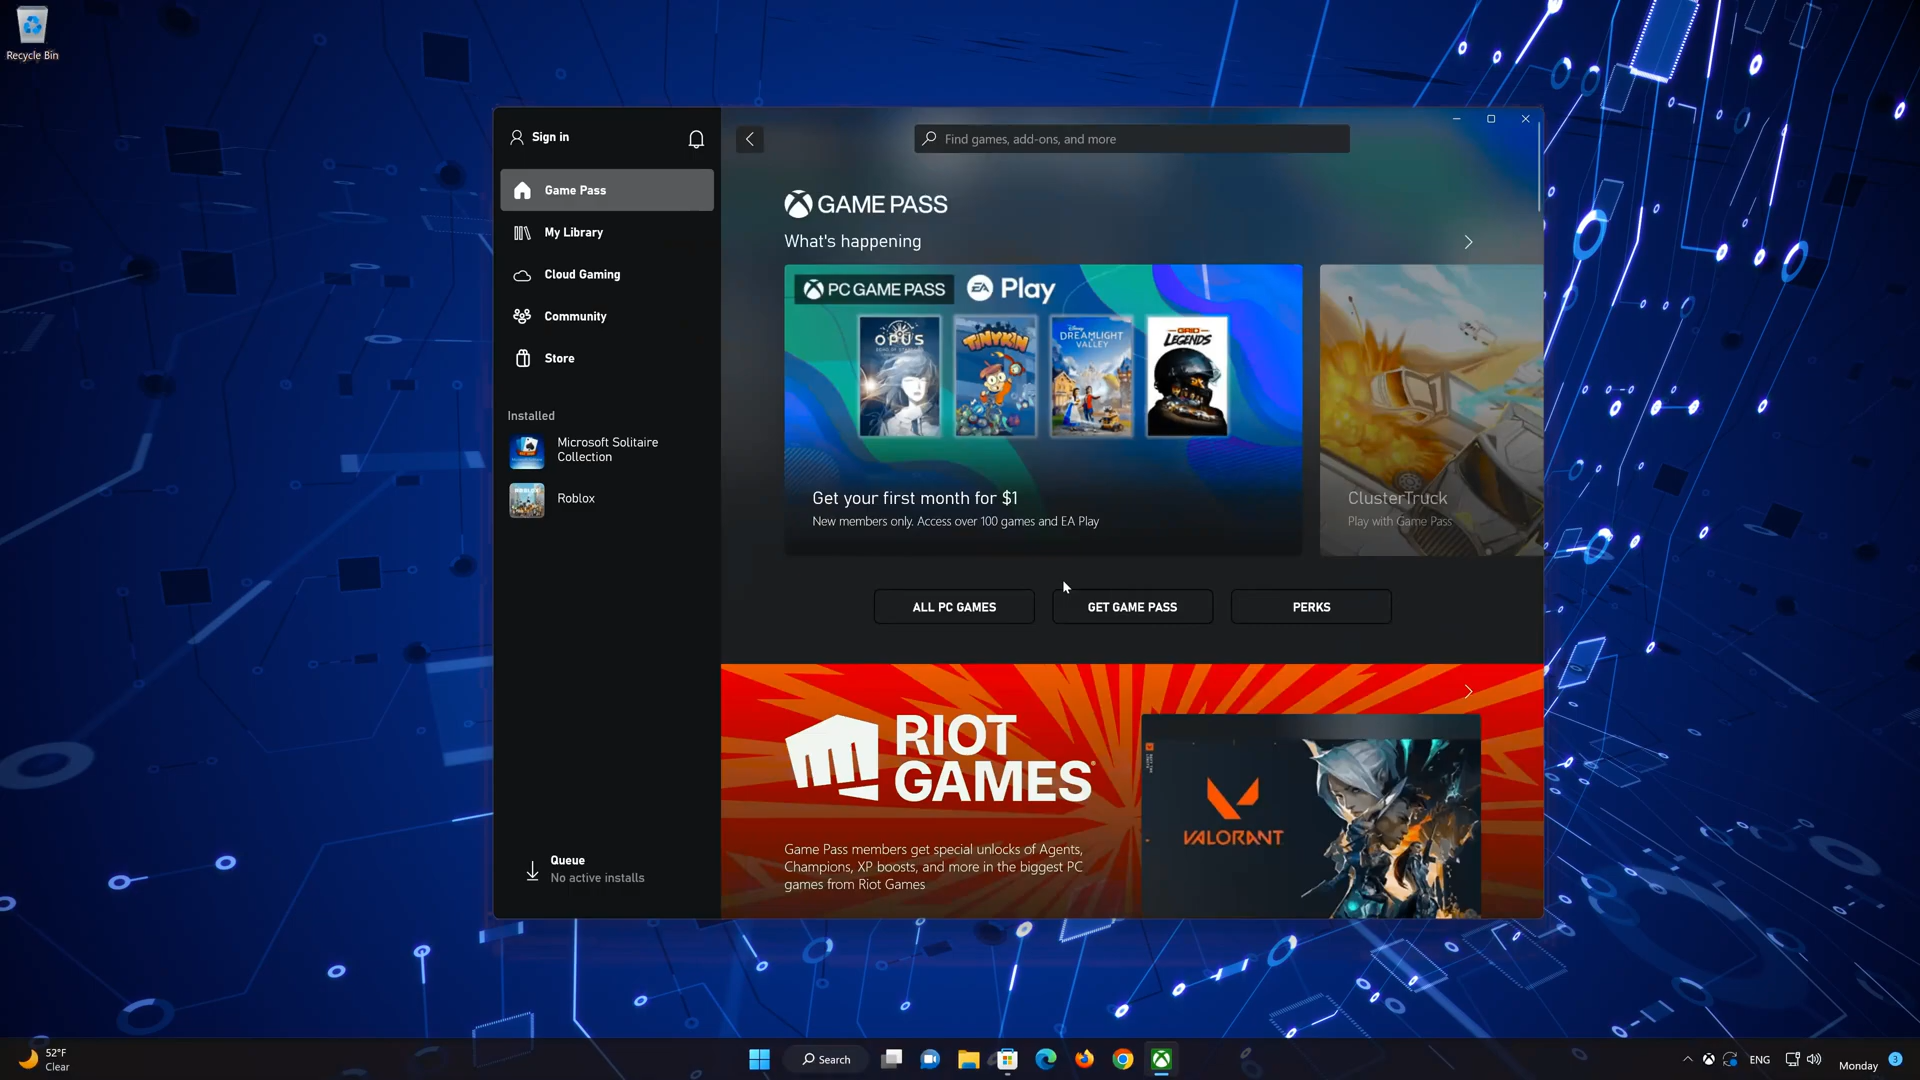 Recycle Bin
Sign in
Find games, add-ons, and more
Game Pass
My Library
Cloud Gaming
Community
Store
Installed
Microsoft Solitaire
Collection
Roblox
Queue
No active installs
GAME PASS
What's happening
PC GAME PASS
EA Play
OPUS
TINYKIN
Disney
DREAMLIGHT
VALLEY
GRID
LEGENDS
Get your first month for $1
New members only. Access over 100 games and EA Play
ClusterTruck
Play with Game Pass
ALL PC GAMES
GET GAME PASS
PERKS
RIOT
GAMES
Game Pass members get special unlocks of Agents,
Champions, XP boosts, and more in the biggest PC
games from Riot Games
VALORANT
52°F
Clear
Search
ENG
Monday
3